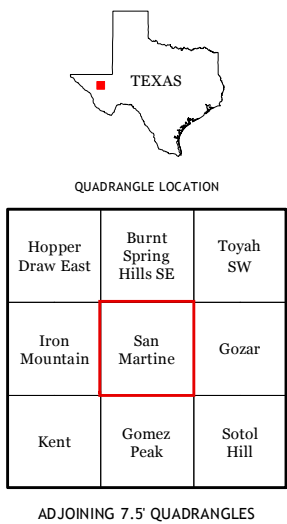 TEXAS
QUADRANGLE LOCATION
Hopper
Draw East
Burnt
Spring
Hills SE
Toyah
SW
Iron
Mountain
San
Martine
Gozar
Kent
Gomez
Peak
Sotol
Hill
ADJOINING 7.5' QUADRANGLES